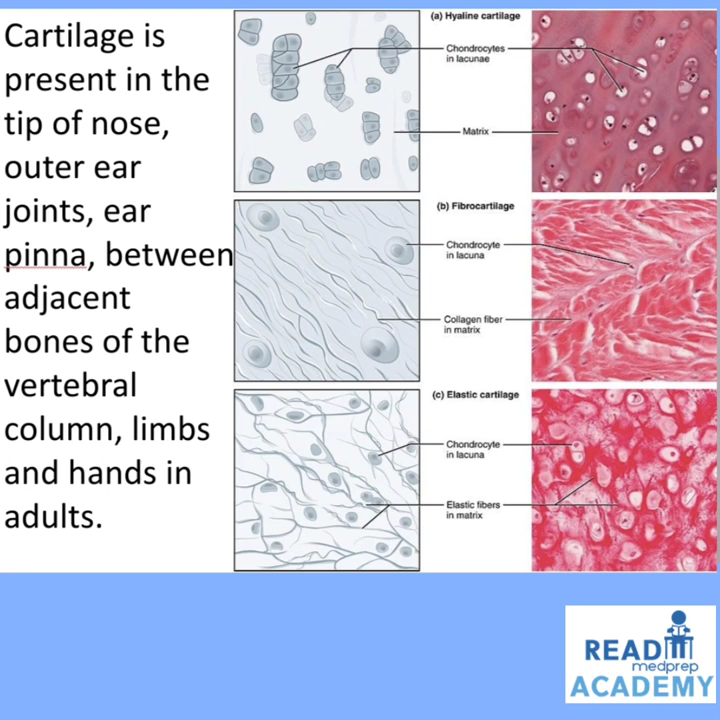 Cartilage is
present in the
tip of nose,
outer ear
joints, ear
pinna, between
adjacent
bones of the
vertebral
column, limbs
and hands in
adults.
(a) Hyaline cartilage
Chondrocytes
in lacunae
Matrix
(b) Fibrocartilage
Chondrocyte
in lacuna
Collagen fiber
in matrix
(c) Elastic cartilage
Chondrocyte
in lacuna
Elastic fibers
in matrix
READ
medprep
ACADEMY